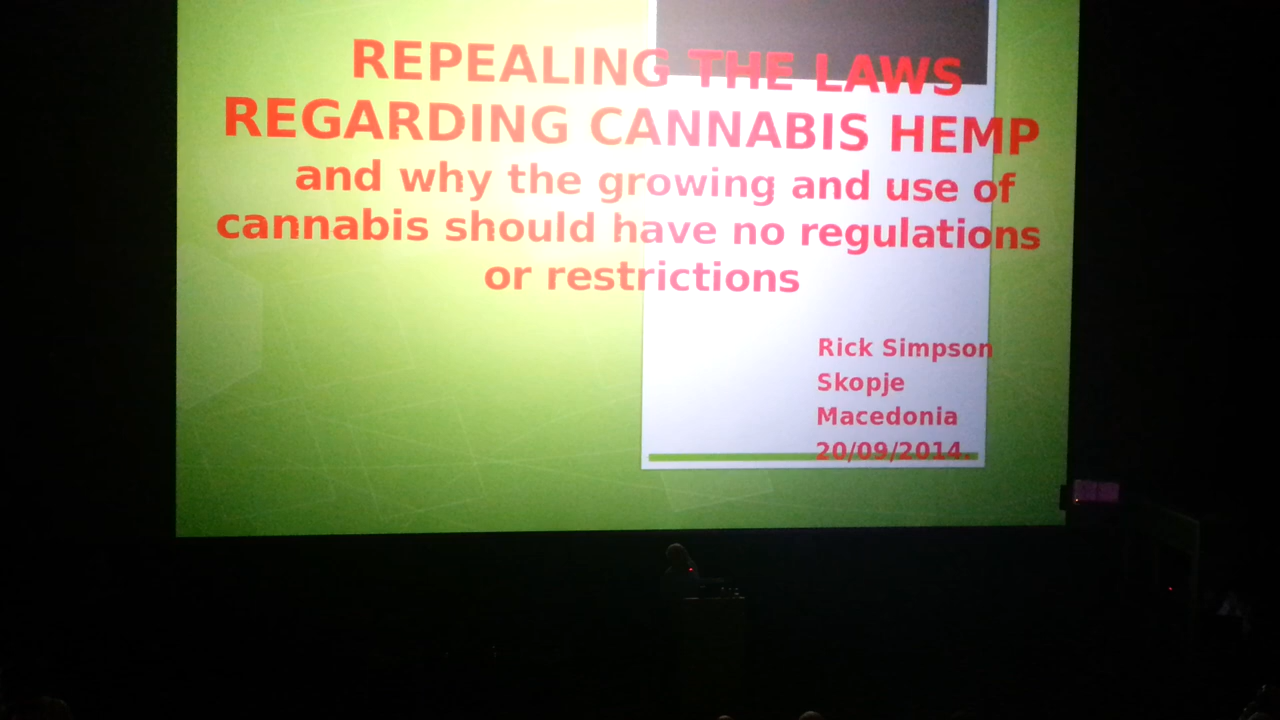 REPEALING THE LAWS
REGARDING CANNABIS HEMP
and why the growing and use of
cannabis should have no regulations
or restrictions
Rick Simpson
Skopje
Macedonia
20/09/2014.